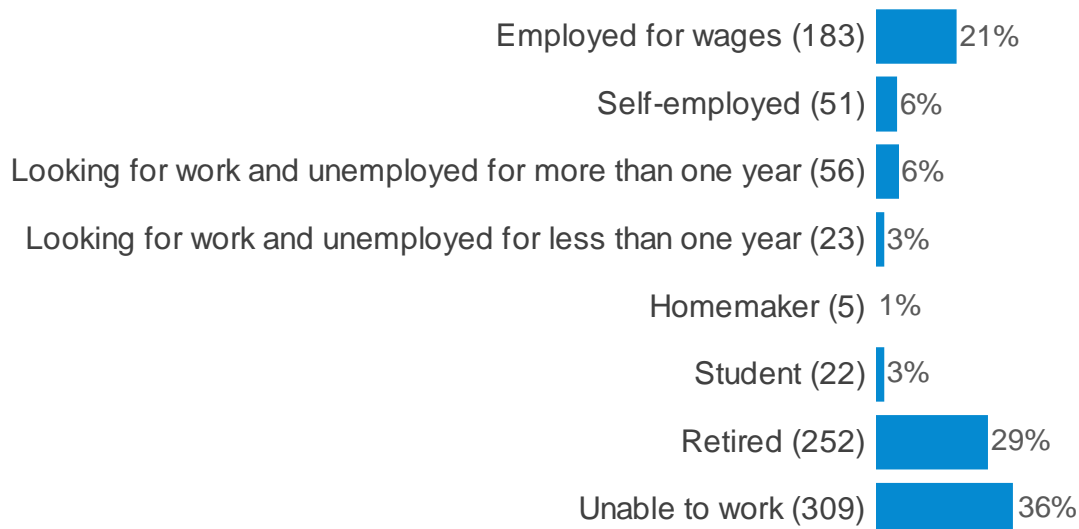 Employed for wages (183) 21%
Self-employed (51) 6%
Looking for work and unemployed for more than one year (56) 6%
Looking for work and unemployed for less than one year (23) 3%
Homemaker (5) 1%
Student (22) 3%
Retired (252) 29%
Unable to work (309) 36%